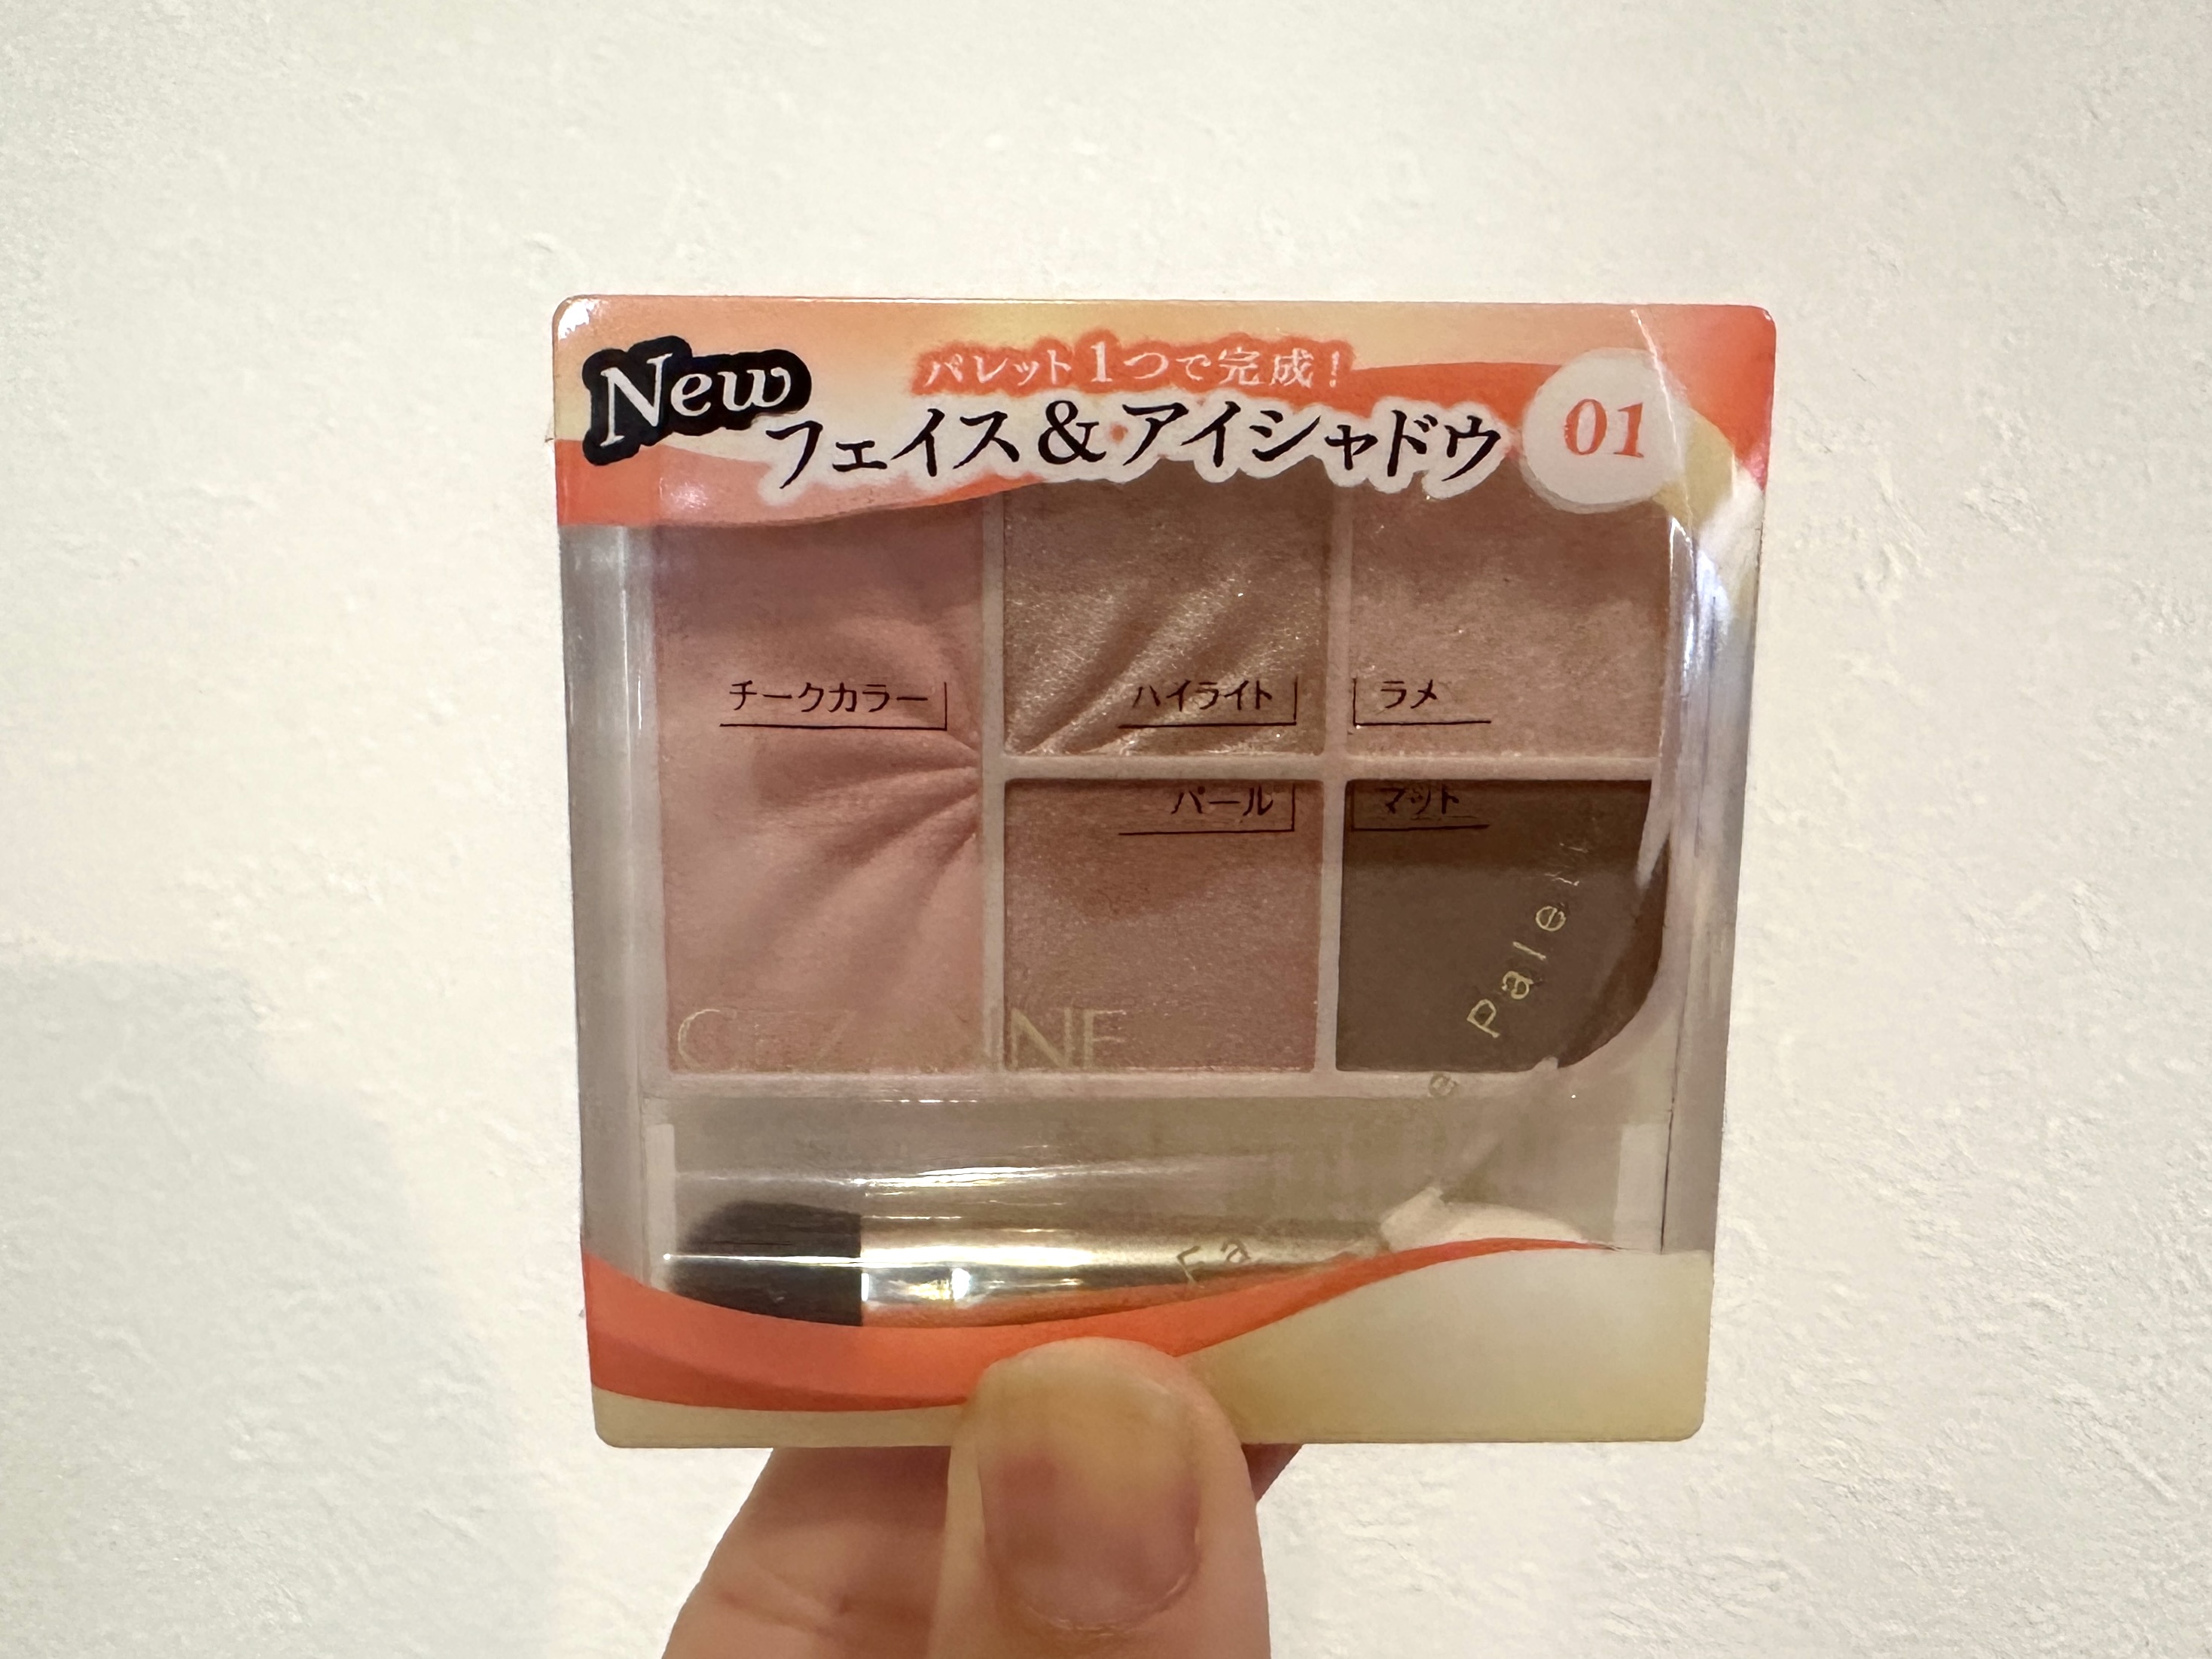 New
パレット1つで完成!
フェイス&アイシャドウ
01
チークカラー
ハイライト
ラメ
パール
マット